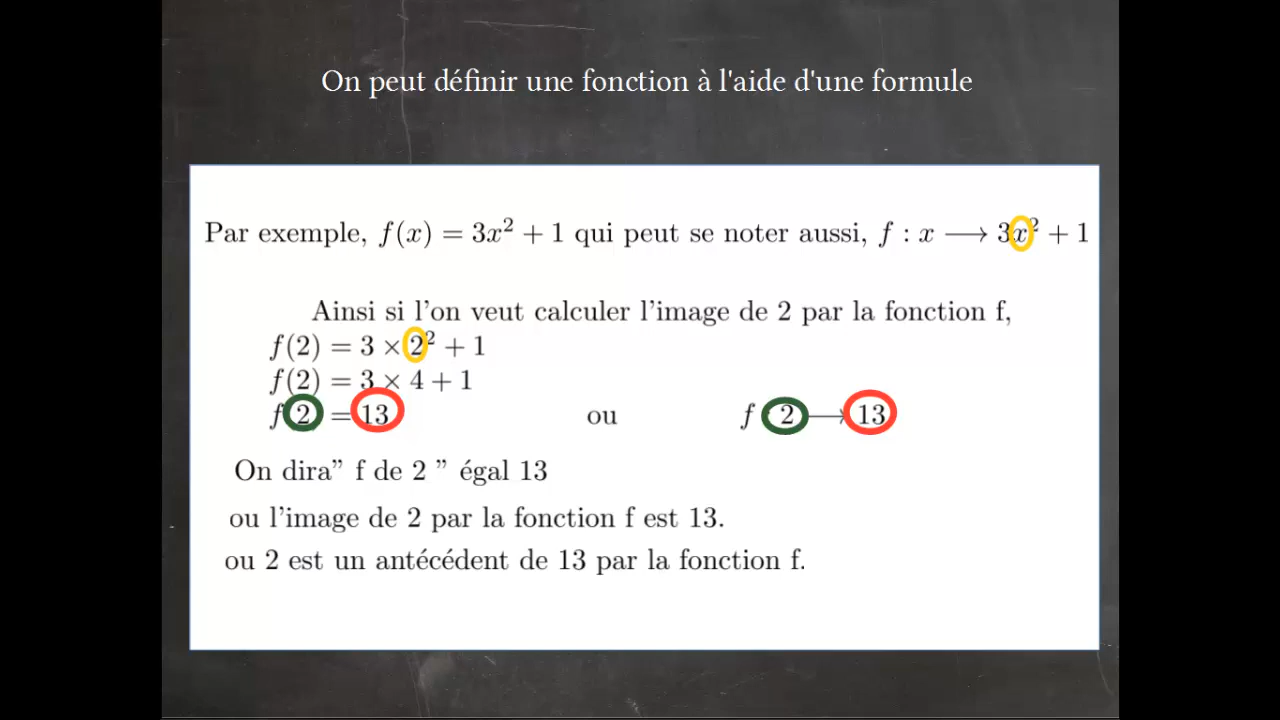 On peut définir une fonction à l'aide d'une formule
Par exemple, f(x) = 3x² + 1 qui peut se noter aussi, f : x ⟶ 3x² + 1
Ainsi si l'on veut calculer l'image de 2 par la fonction f,
f(2) = 3 × 2² + 1
f(2) = 3 × 4 + 1
f 2 = 13 ou f 2 ⟶ 13
On dira” f de 2 ” égal 13
ou l'image de 2 par la fonction f est 13.
ou 2 est un antécédent de 13 par la fonction f.